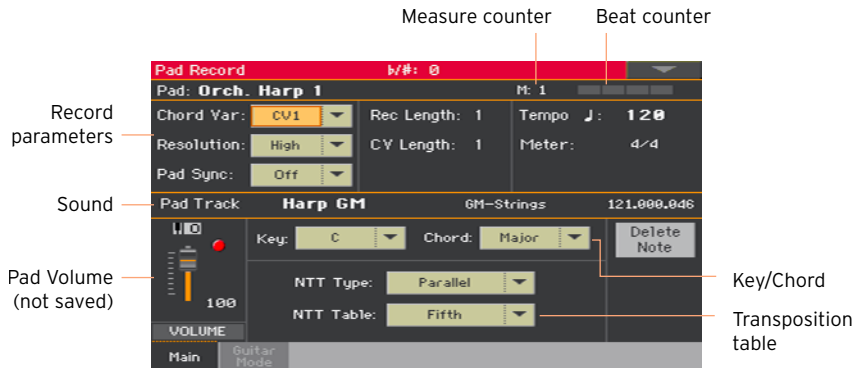 Measure counter Beat counter
Pad Record ♭/#: 0
Pad: Orch. Harp 1 M: 1
Record parameters
Chord Var: CV1 Rec Length: 1 Tempo ♩: 120
Resolution: High CV Length: 1 Meter: 4/4
Pad Sync: Off
Sound
Pad Track Harp GM GM-Strings 121.000.046
Key: C Chord: Major Delete Note
Pad Volume
(not saved)
100
NTT Type: Parallel
NTT Table: Fifth
Key/Chord
Transposition
table
VOLUME
Main Guitar Mode